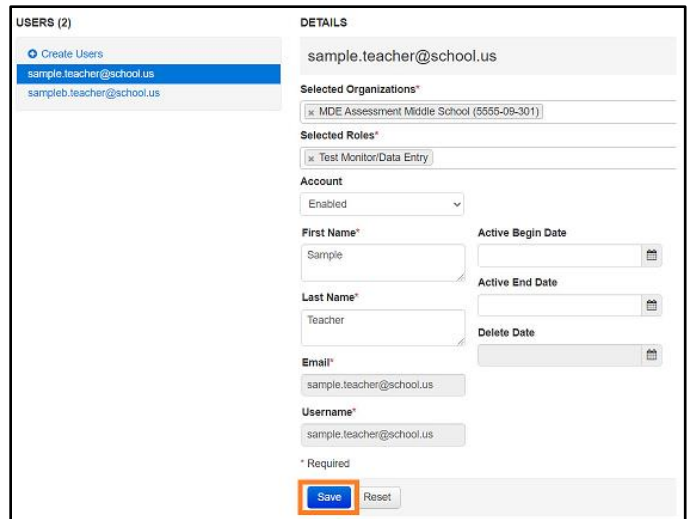 USERS (2)
Create Users
sample.teacher@school.us
sampleb.teacher@school.us
DETAILS
sample.teacher@school.us
Selected Organizations*
× MDE Assessment Middle School (5555-09-301)
Selected Roles*
× Test Monitor/Data Entry
Account
Enabled
First Name*
Sample
Last Name*
Teacher
Email*
sample.teacher@school.us
Username*
sample.teacher@school.us
Active Begin Date
Active End Date
Delete Date
* Required
Save Reset